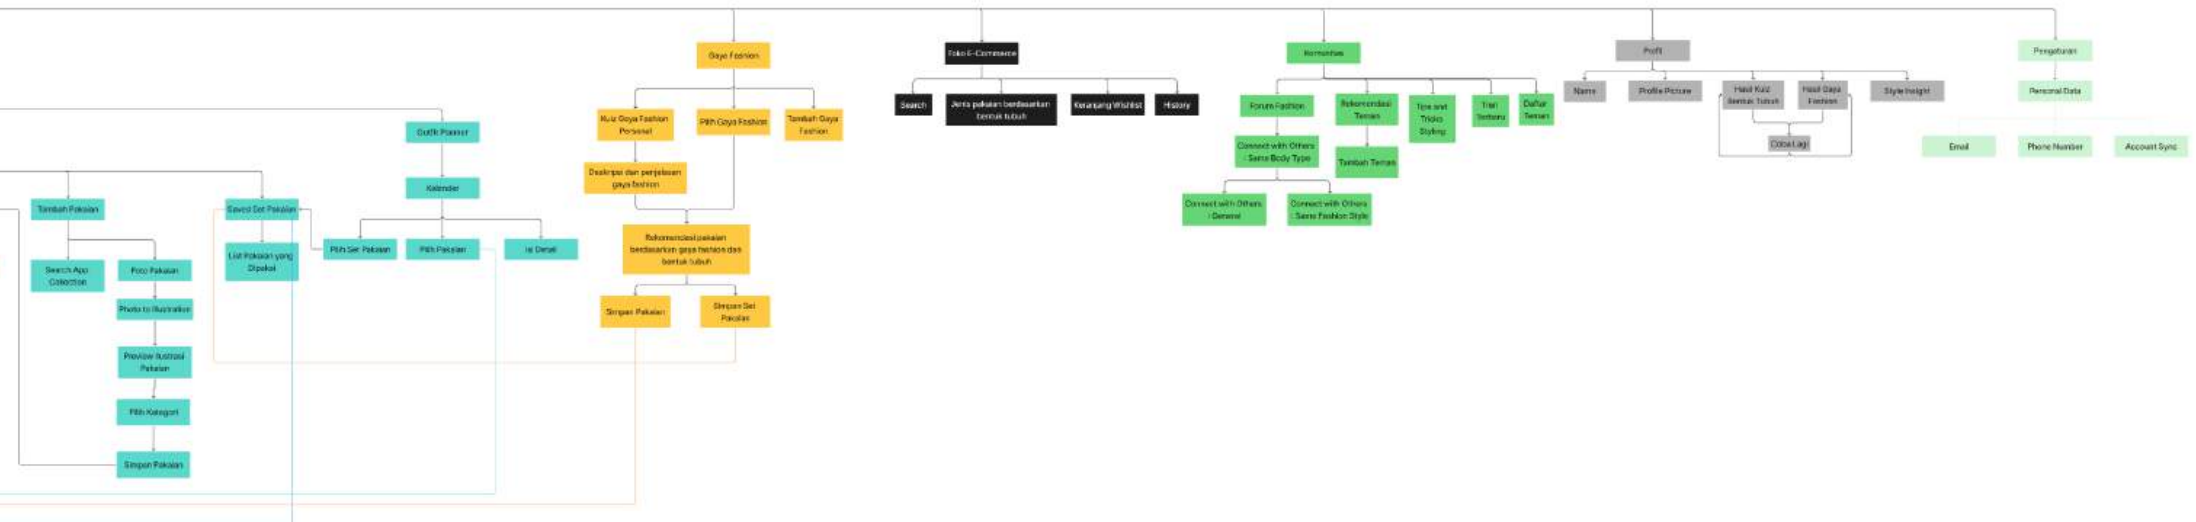 Gaya Fashion
Toko E-Commerce
Komunitas
Profil
Pengaturan
Kuiz Gaya Fashion
Personal
Pilih Gaya Fashion
Tambah Gaya
Fashion
Search
Jenis pakaian berdasarkan
bentuk tubuh
Keranjang Wishlist
History
Forum Fashion
Rekomendasi
Teman
Tips and
Tricks
Styling
Tren
Terbaru
Daftar
Teman
Name
Profile Picture
Hasil Kuiz
Bentuk Tubuh
Hasil Gaya
Fashion
Style Insight
Personal Data
Outfit Planner
Deskripsi dan penjelasan
gaya fashion
Connect with Others
: Same Body Type
Tambah Teman
Coba Lagi
Email
Phone Number
Account Sync
Kalender
Tambah Pakaian
Saved Set Pakaian
Connect with Others
: General
Connect with Others
: Same Fashion Style
Pilih Set Pakaian
Pilih Pakaian
Isi Detail
Rekomendasi pakaian
berdasarkan gaya fashion dan
bentuk tubuh
List Pakaian yang
Dipakai
Search App
Collection
Foto Pakaian
Photo to Illustration
Simpan Pakaian
Simpan Set
Pakaian
Preview Ilustrasi
Pakaian
Pilih Kategori
Simpan Pakaian